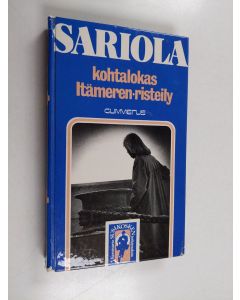 SARIOLA
kohtalokas
Itämeren-risteily
GUMMERUS